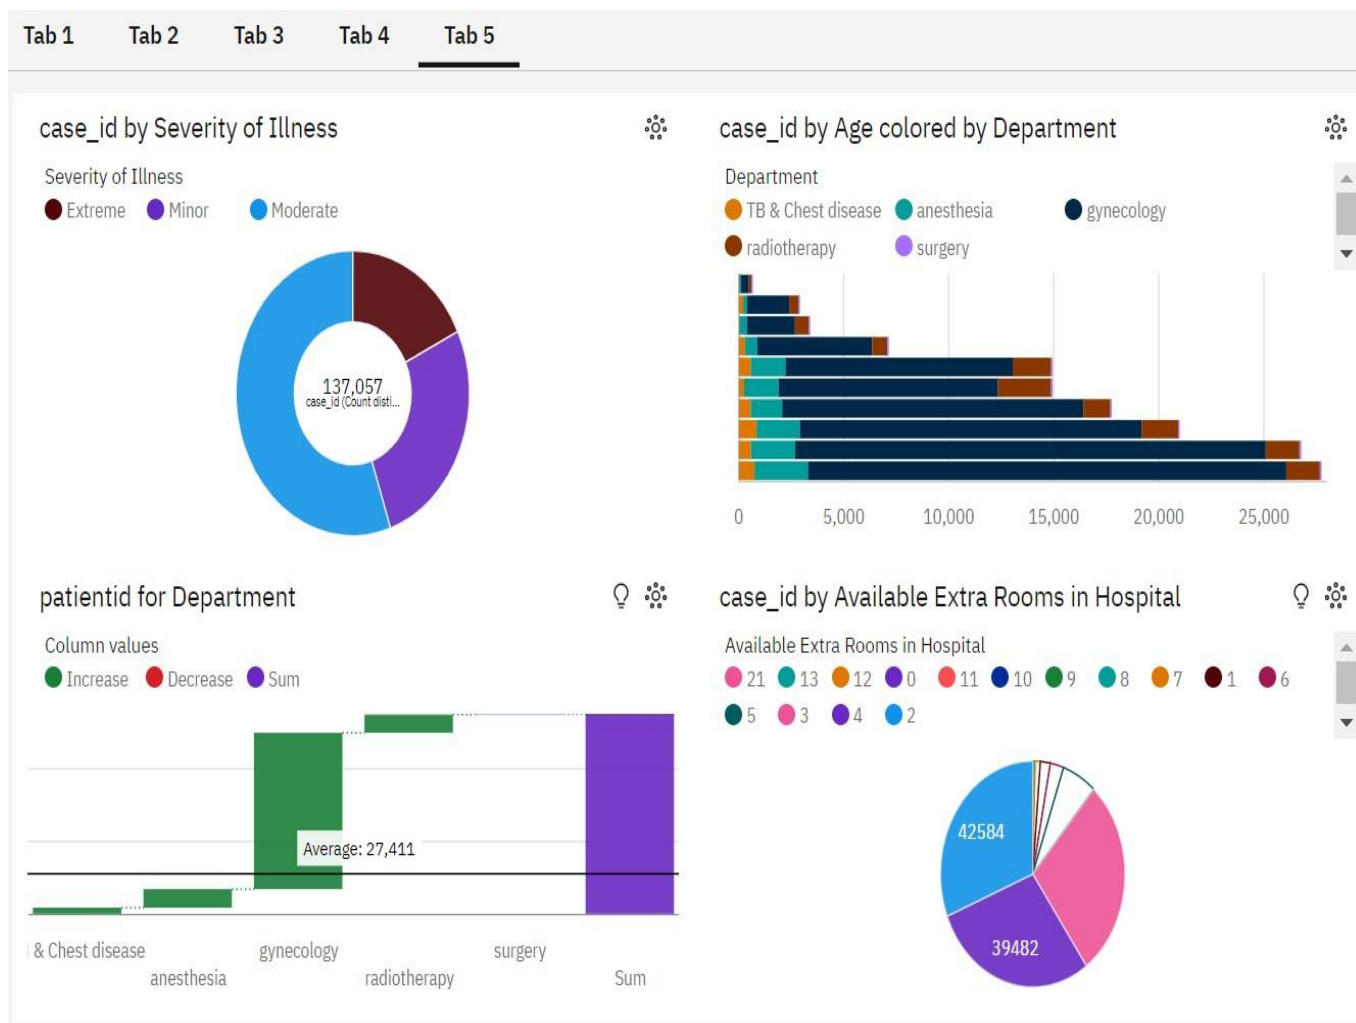 Tab 1 Tab 2 Tab 3 Tab 4 Tab 5
case_id by Severity of Illness
Severity of Illness
Extreme Minor Moderate
137,057
case_id (Count disti...
case_id by Age colored by Department
Department
TB & Chest disease anesthesia gynecology
radiotherapy surgery
0 5,000 10,000 15,000 20,000 25,000
patientid for Department
Column values
Increase Decrease Sum
Average: 27,411
& Chest disease gynecology surgery
anesthesia radiotherapy Sum
case_id by Available Extra Rooms in Hospital
Available Extra Rooms in Hospital
21 13 12 0 11 10 9 8 7 1 6
5 3 4 2
42584
39482